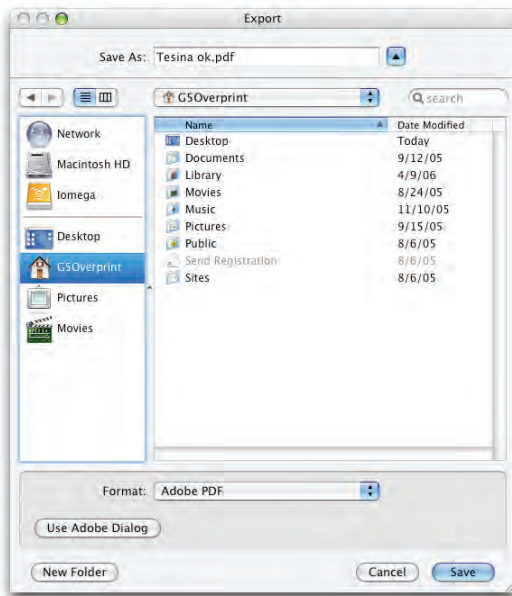 Export
Save As: Tesina ok.pdf
G5Overprint
search
Network
Macintosh HD
Iomega
Desktop
G5Overprint
Pictures
Movies
Name Date Modified
Desktop Today
Documents 9/12/05
Library 4/9/06
Movies 8/24/05
Music 11/10/05
Pictures 9/15/05
Public 8/6/05
Send Registration 8/6/05
Sites 8/6/05
Format: Adobe PDF
Use Adobe Dialog
New Folder Cancel Save